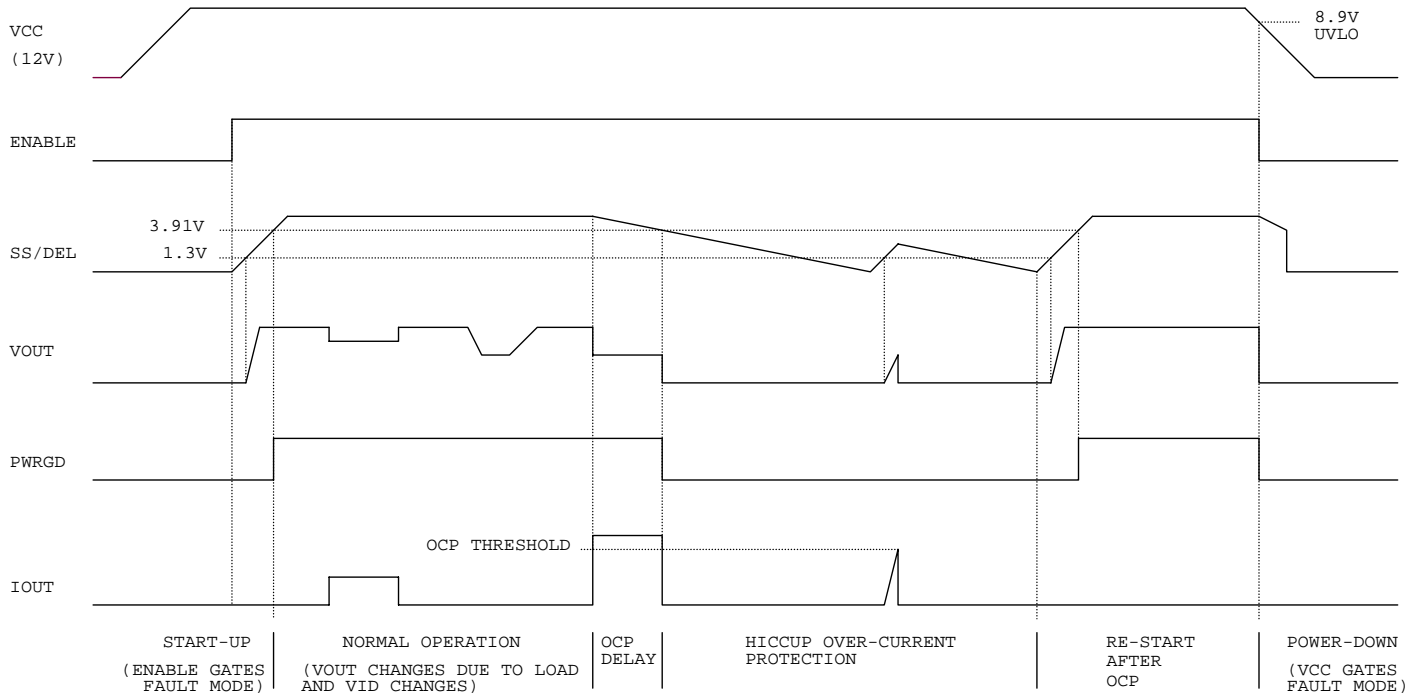 VCC
(12V)
8.9V
UVLO
ENABLE
3.91V
SS/DEL
1.3V
VOUT
PWRGD
OCP THRESHOLD
IOUT
START-UP
(ENABLE GATES
FAULT MODE)
NORMAL OPERATION
(VOUT CHANGES DUE TO LOAD
AND VID CHANGES)
OCP
DELAY
HICCUP OVER-CURRENT
PROTECTION
RE-START
AFTER
OCP
POWER-DOWN
(VCC GATES
FAULT MODE)